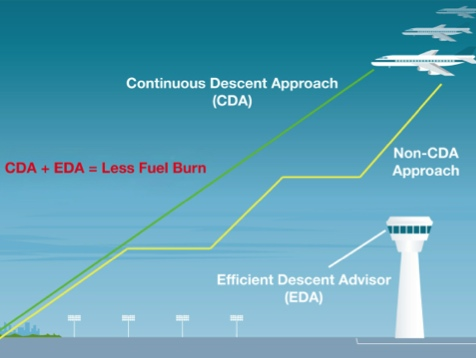 Continuous Descent Approach
(CDA)
CDA + EDA = Less Fuel Burn
Non-CDA
Approach
Efficient Descent Advisor
(EDA)